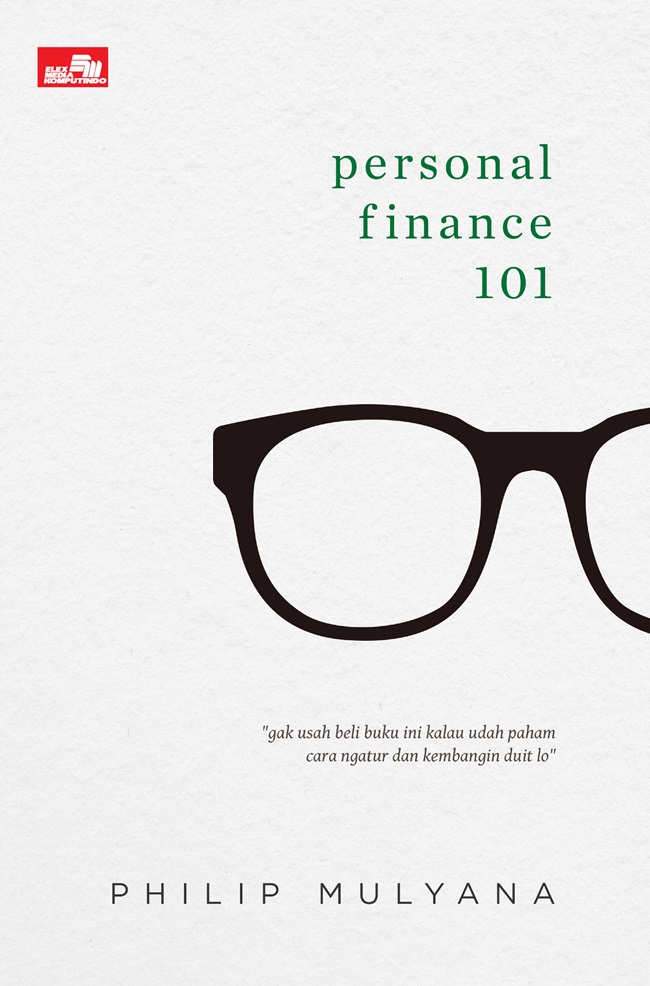 ELEX
MEDIA
KOMPUTINDO
personal
finance
101
"gak usah beli buku ini kalau udah paham
cara ngatur dan kembangin duit lo"
PHILIP MULYANA